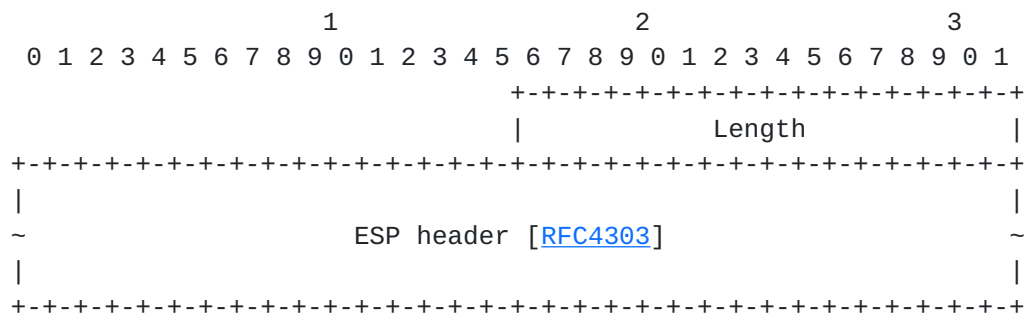 1                   2                   3
 0 1 2 3 4 5 6 7 8 9 0 1 2 3 4 5 6 7 8 9 0 1 2 3 4 5 6 7 8 9 0 1
                                +-+-+-+-+-+-+-+-+-+-+-+-+-+-+-+-+
                                |            Length             |
+-+-+-+-+-+-+-+-+-+-+-+-+-+-+-+-+-+-+-+-+-+-+-+-+-+-+-+-+-+-+-+-+
|                                                               |
~                     ESP header [RFC4303]                      ~
|                                                               |
+-+-+-+-+-+-+-+-+-+-+-+-+-+-+-+-+-+-+-+-+-+-+-+-+-+-+-+-+-+-+-+-+